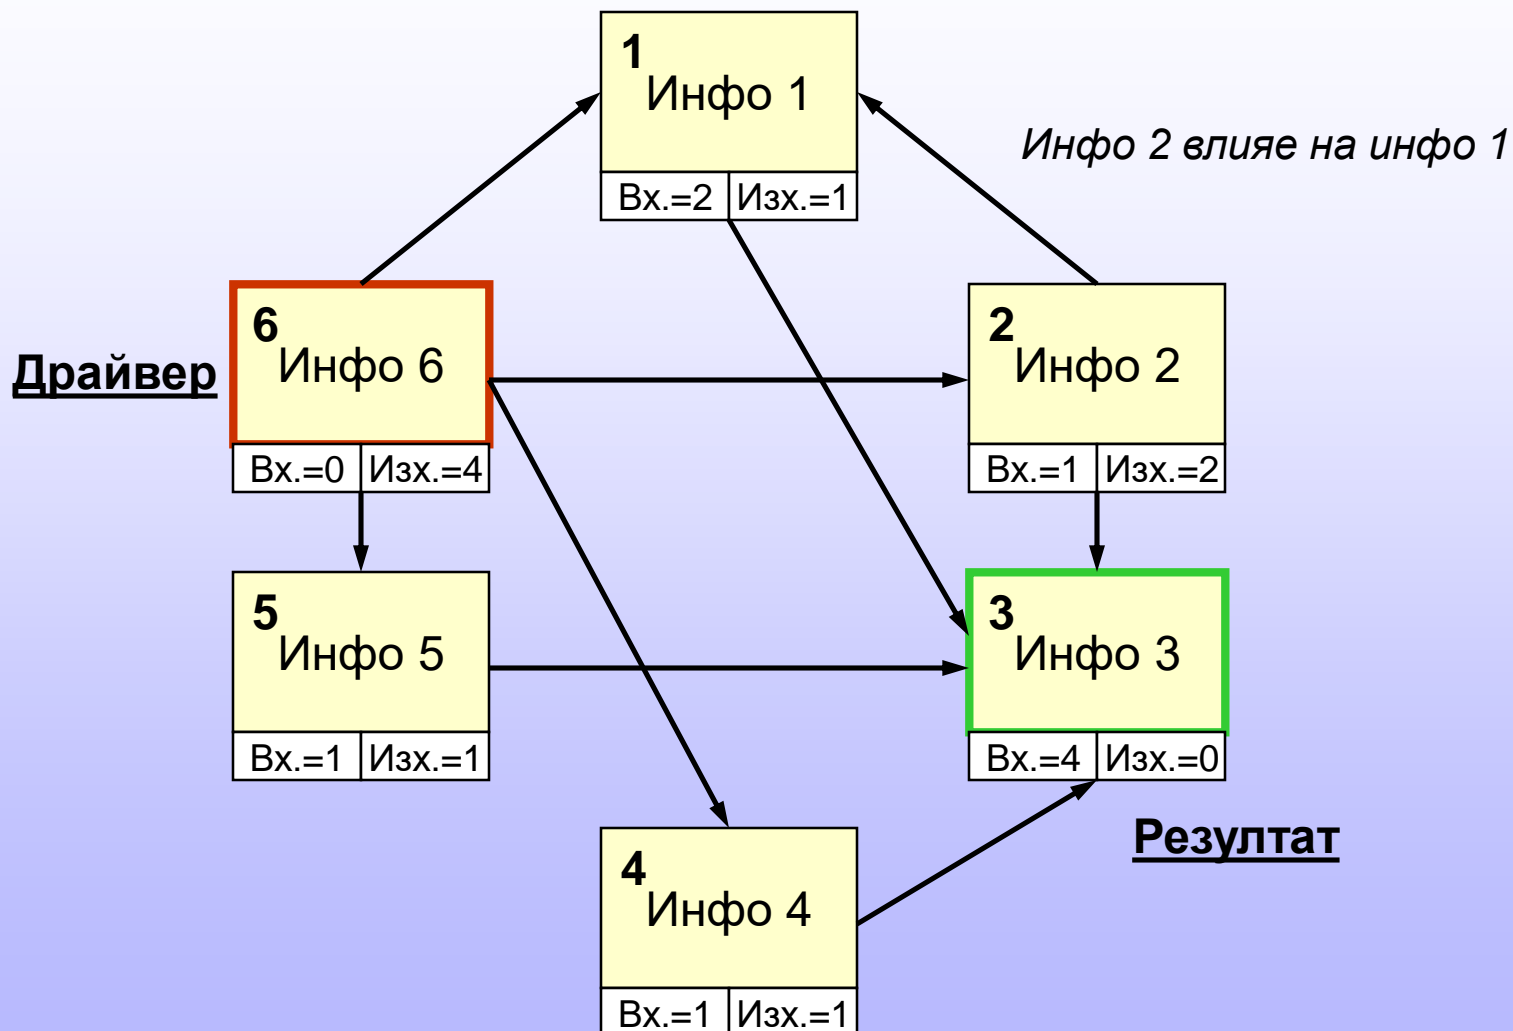 1
Инфо 1
Вх.=2 Изх.=1
Инфо 2 влияе на инфо 1
Драйвер
6
Инфо 6
Вх.=0 Изх.=4
2
Инфо 2
Вх.=1 Изх.=2
5
Инфо 5
Вх.=1 Изх.=1
3
Инфо 3
Вх.=4 Изх.=0
Резултат
4
Инфо 4
Вх.=1 Изх.=1